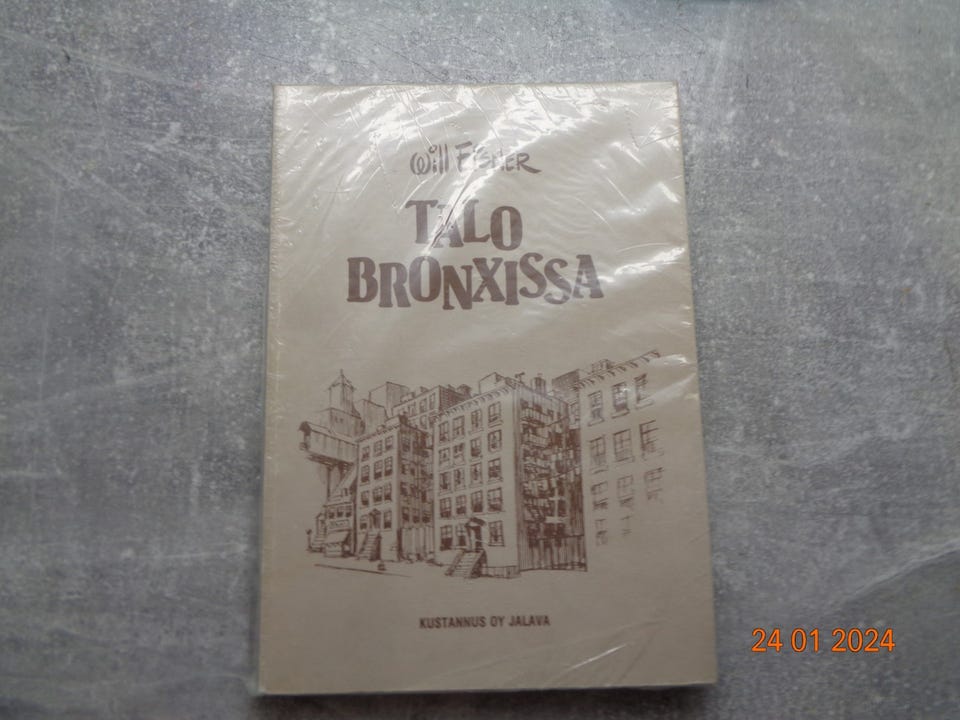 Will Eisner
TALO
BRONXISSA
KUSTANNUS OY JALAVA
24 01 2024